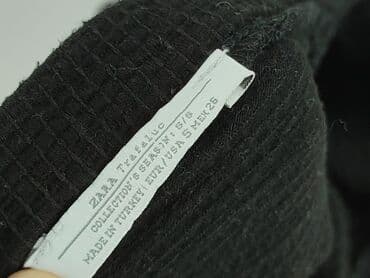 ZARA Trafaluc
COLLECTION'S SEASON: S/S
MADE IN TURKEY| EUR/USA S MEX 26